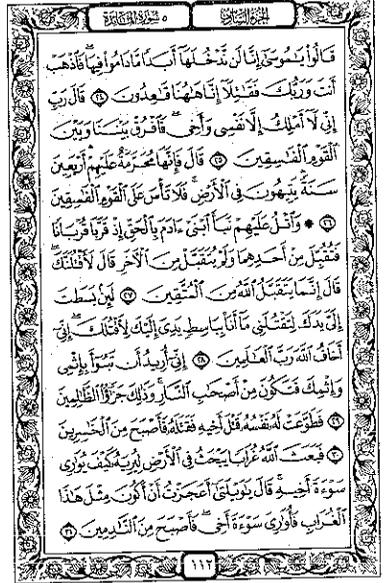 الجزء السادس ٥ سورة المائدة
قَالُوا۟ يَـٰمُوسَىٰٓ إِنَّا لَن نَّدْخُلَهَآ أَبَدًا مَّا دَامُوا۟ فِيهَا ۖ فَٱذْهَبْ
أَنتَ وَرَبُّكَ فَقَـٰتِلَآ إِنَّا هَـٰهُنَا قَـٰعِدُونَ ٢٤ قَالَ رَبِّ
إِنِّى لَآ أَمْلِكُ إِلَّا نَفْسِى وَأَخِى ۖ فَٱفْرُقْ بَيْنَنَا وَبَيْنَ
ٱلْقَوْمِ ٱلْفَـٰسِقِينَ ٢٥ قَالَ فَإِنَّهَا مُحَرَّمَةٌ عَلَيْهِمْ ۛ أَرْبَعِينَ
سَنَةً ۛ يَتِيهُونَ فِى ٱلْأَرْضِ ۚ فَلَا تَأْسَ عَلَى ٱلْقَوْمِ ٱلْفَـٰسِقِينَ
٢٦ ۞ وَٱتْلُ عَلَيْهِمْ نَبَأَ ٱبْنَىْ ءَادَمَ بِٱلْحَقِّ إِذْ قَرَّبَا قُرْبَانًا
فَتُقُبِّلَ مِنْ أَحَدِهِمَا وَلَمْ يُتَقَبَّلْ مِنَ ٱلْـَٔاخَرِ قَالَ لَأَقْتُلَنَّكَ ۖ
قَالَ إِنَّمَا يَتَقَبَّلُ ٱللَّهُ مِنَ ٱلْمُتَّقِينَ ٢٧ لَئِنۢ بَسَطتَ
إِلَىَّ يَدَكَ لِتَقْتُلَنِى مَآ أَنَا۠ بِبَاسِطٍ يَدِىَ إِلَيْكَ لِأَقْتُلَكَ ۖ إِنِّىٓ
أَخَافُ ٱللَّهَ رَبَّ ٱلْعَـٰلَمِينَ ٢٨ إِنِّىٓ أُرِيدُ أَن تَبُوٓأَ بِإِثْمِى
وَإِثْمِكَ فَتَكُونَ مِنْ أَصْحَـٰبِ ٱلنَّارِ ۚ وَذَٰلِكَ جَزَٰٓؤُا۟ ٱلظَّـٰلِمِينَ
٢٩ فَطَوَّعَتْ لَهُۥ نَفْسُهُۥ قَتْلَ أَخِيهِ فَقَتَلَهُۥ فَأَصْبَحَ مِنَ ٱلْخَـٰسِرِينَ
٣٠ فَبَعَثَ ٱللَّهُ غُرَابًا يَبْحَثُ فِى ٱلْأَرْضِ لِيُرِيَهُۥ كَيْفَ يُوَٰرِى
سَوْءَةَ أَخِيهِ ۚ قَالَ يَـٰوَيْلَتَىٰٓ أَعَجَزْتُ أَنْ أَكُونَ مِثْلَ هَـٰذَا
ٱلْغُرَابِ فَأُوَٰرِىَ سَوْءَةَ أَخِى ۖ فَأَصْبَحَ مِنَ ٱلنَّـٰدِمِينَ ٣١
١١٢